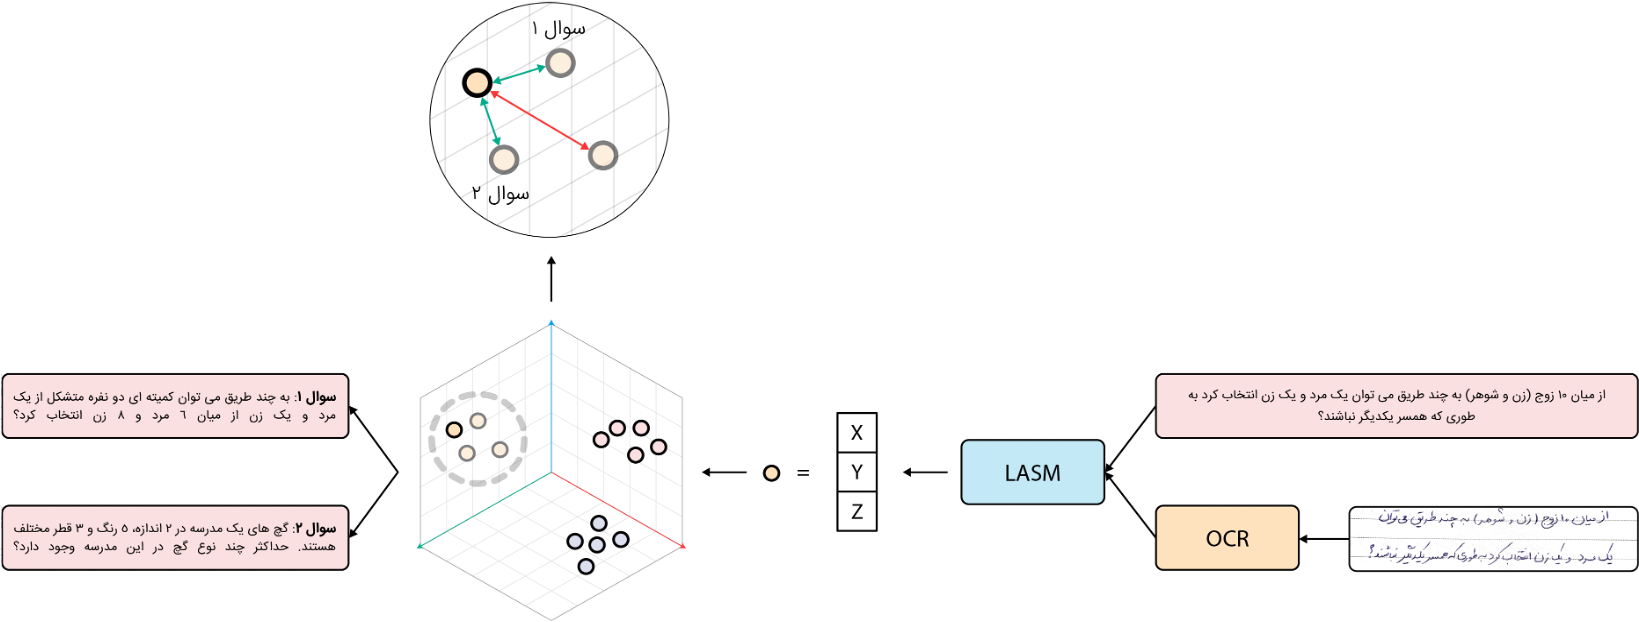 سوال ۱
سوال ۲
از میان ۱۰ زوج (زن و شوهر) به چند طریق می توان یک مرد و یک زن انتخاب کرد به
طوری که همسر یکدیگر نباشند؟
LASM
OCR
از میان ۱۰ زوج (زن و شوهر) به چند طریق می توان
یک مرد و یک زن انتخاب کرد به طوری که همسر یکدیگر نباشند؟
X
Y
Z
=
سوال ۱: به چند طریق می توان کمیته ای دو نفره متشکل از یک
مرد و یک زن از میان ٦ مرد و ۸ زن انتخاب کرد؟
سوال ۲: گچ های یک مدرسه در ۲ اندازه، ٥ رنگ و ۳ قطر مختلف
هستند. حداکثر چند نوع گچ در این مدرسه وجود دارد؟